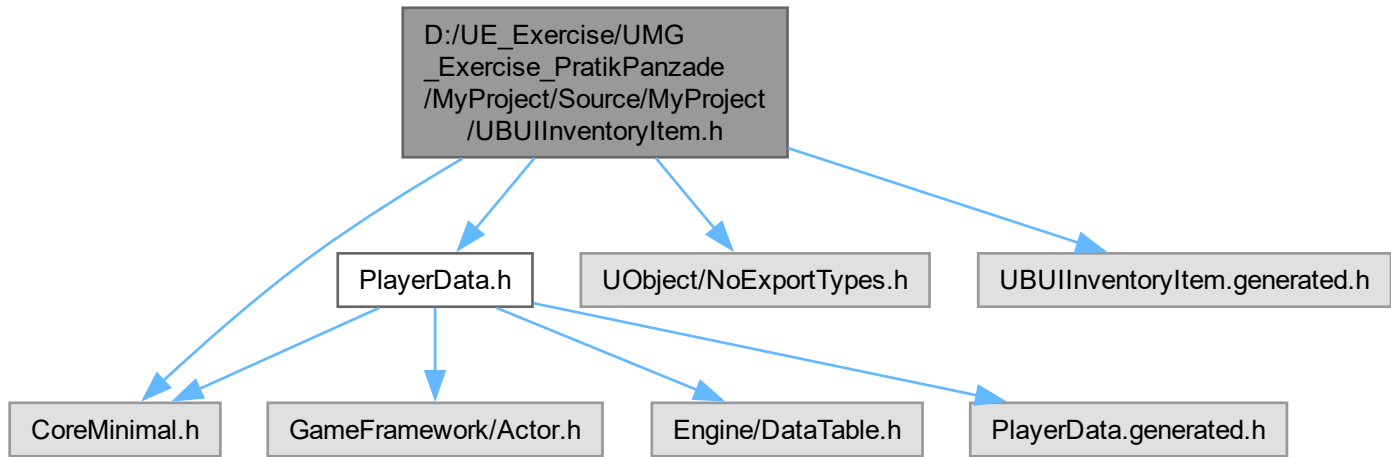 D:/UE_Exercise/UMG
_Exercise_PratikPanzade
/MyProject/Source/MyProject
/UBUIInventoryItem.h
PlayerData.h
UObject/NoExportTypes.h
UBUIInventoryItem.generated.h
CoreMinimal.h
GameFramework/Actor.h
Engine/DataTable.h
PlayerData.generated.h